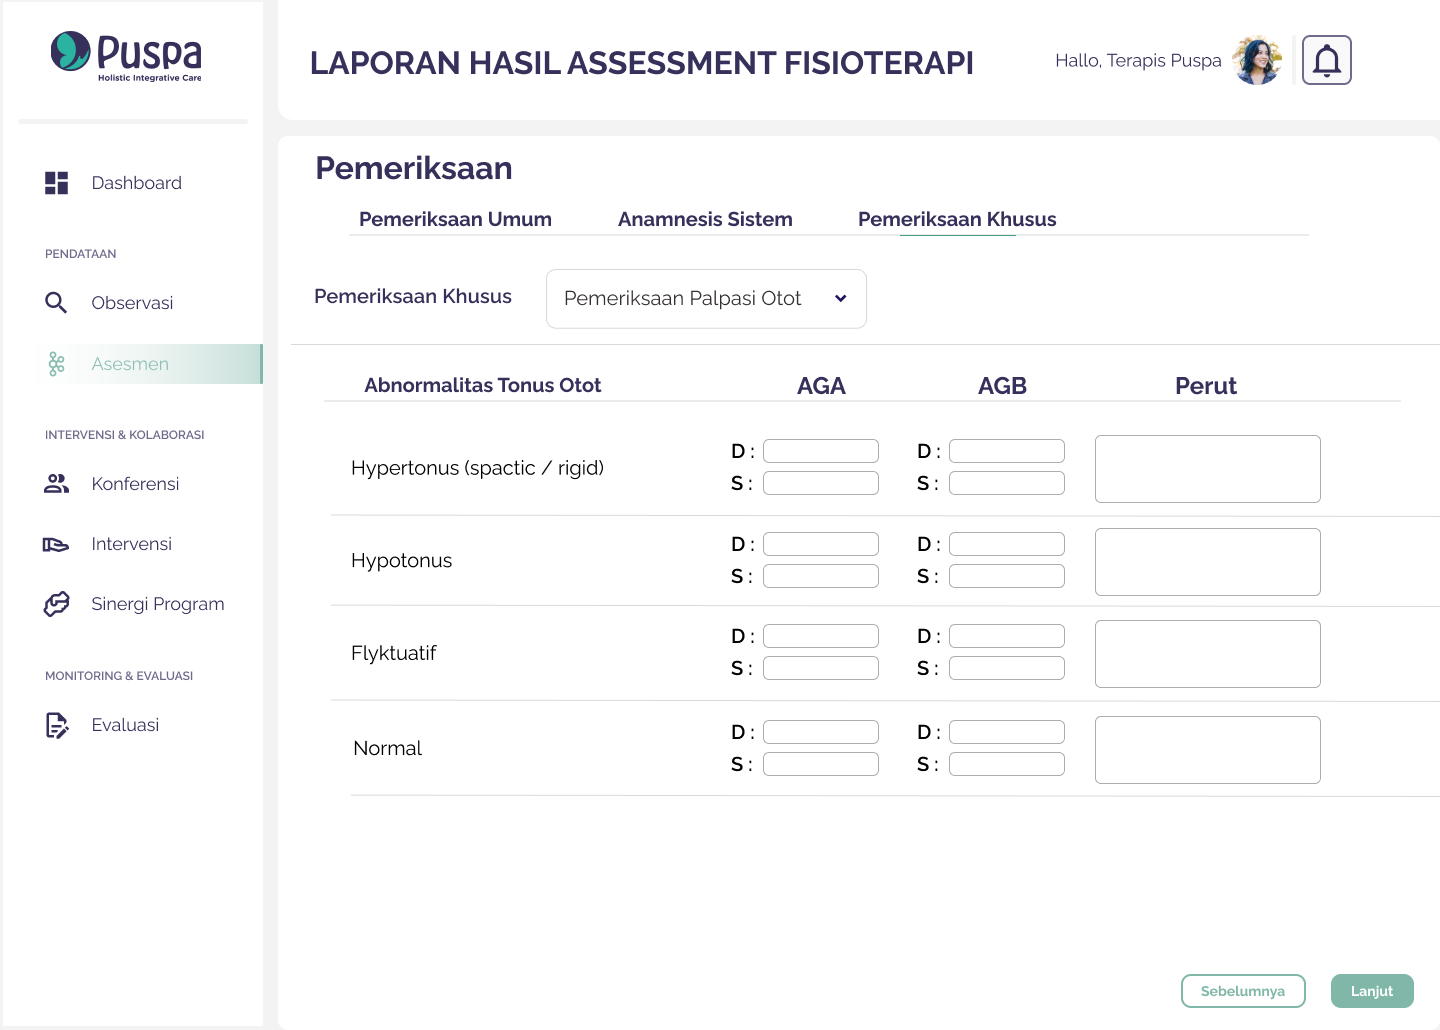 Puspa
Holistic Integrative Care
LAPORAN HASIL ASSESSMENT FISIOTERAPI
Hallo, Terapis Puspa
Dashboard
PENDATAAN
Observasi
Asesmen
INTERVENSI & KOLABORASI
Konferensi
Intervensi
Sinergi Program
MONITORING & EVALUASI
Evaluasi
Pemeriksaan
Pemeriksaan Umum Anamnesis Sistem Pemeriksaan Khusus
Pemeriksaan Khusus Pemeriksaan Palpasi Otot
Abnormalitas Tonus Otot AGA AGB Perut
Hypertonus (spactic / rigid)
D : D :
S : S :
Hypotonus
D : D :
S : S :
Flyktuatif
D : D :
S : S :
Normal
D : D :
S : S :
Sebelumnya Lanjut